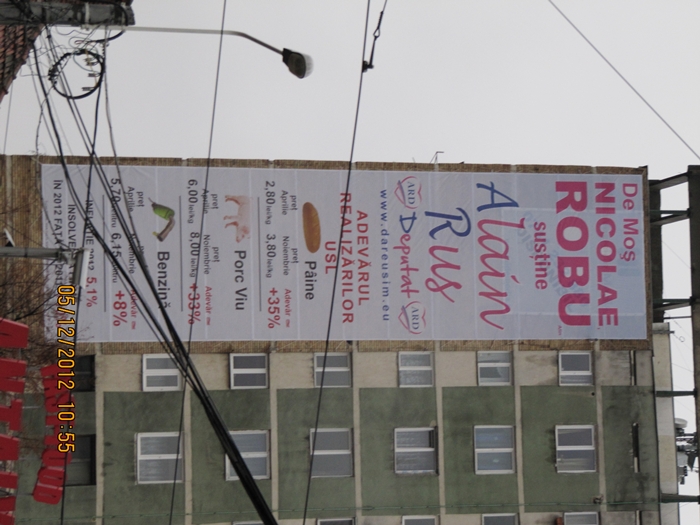 De Moș
NICOLAE
ROBU
susține
Alain
Rus
ARD Deputat ARD
www.dareusim.eu
ADEVĂRUL
REALIZĂRILOR
USL
Pâine
preț preț
Aprilie Noiembrie Adevăr
2,80 lei/kg 3,80 lei/kg +35%
Porc Viu
preț preț
Aprilie Noiembrie Adevăr
6,00 lei/kg 8,00 lei/kg +33%
Benzină
preț preț
Aprilie Noiembrie Adevăr
5,70 6,15 +8%
2012 5,1%
ÎN 2012 FAȚĂ
05/12/2012 10:55